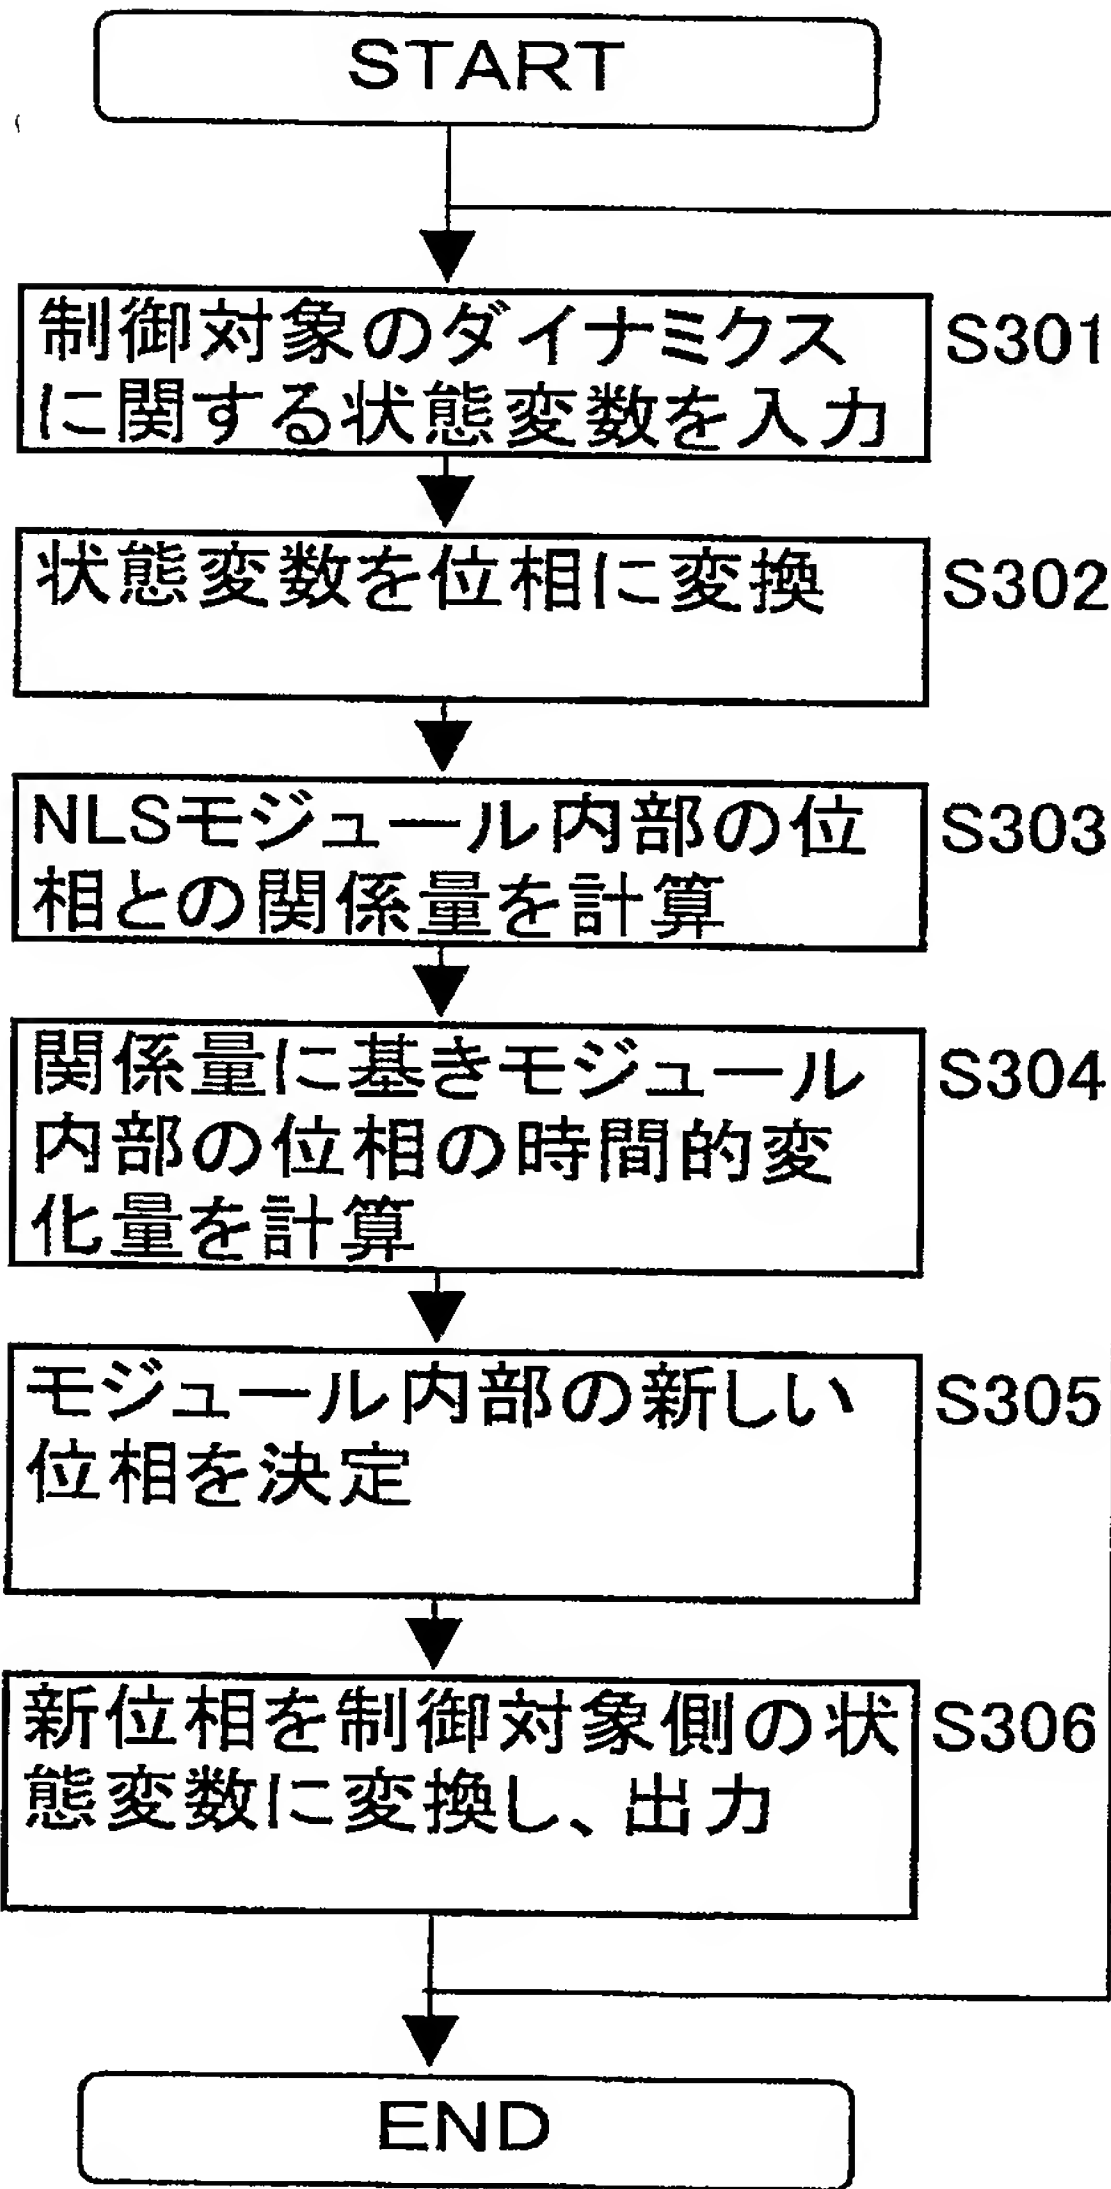 START
制御対象のダイナミクス
に関する状態変数を入力
S301
状態変数を位相に変換
S302
NLSモジュール内部の位
相との関係量を計算
S303
関係量に基きモジュール
内部の位相の時間的変
化量を計算
S304
モジュール内部の新しい
位相を決定
S305
新位相を制御対象側の状
態変数に変換し、出力
S306
END